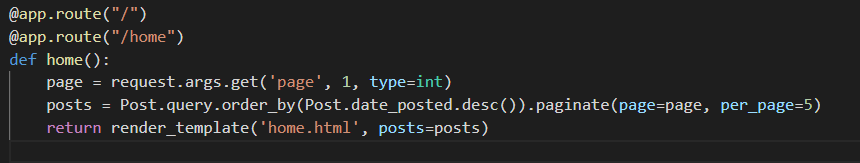 @app.route("/")
@app.route("/home")
def home():
    page = request.args.get('page', 1, type=int)
    posts = Post.query.order_by(Post.date_posted.desc()).paginate(page=page, per_page=5)
    return render_template('home.html', posts=posts)